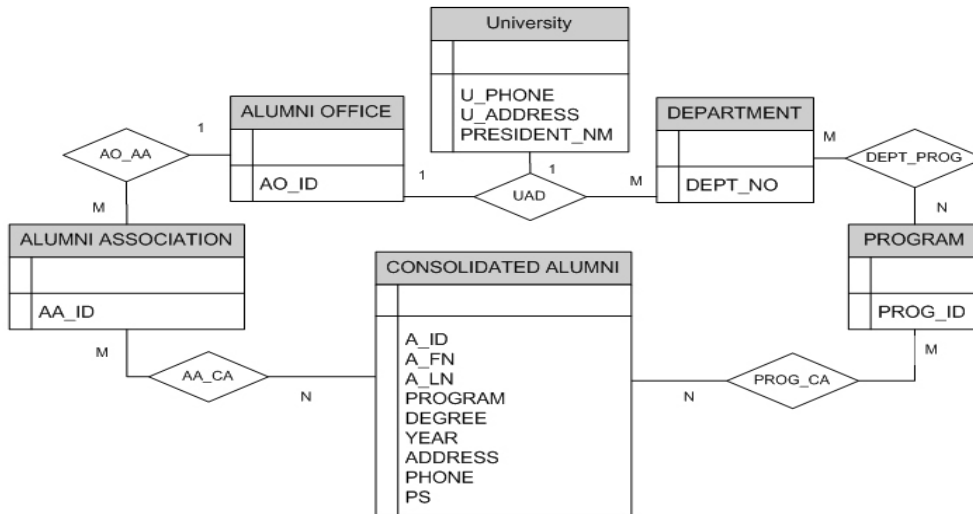 University
U_PHONE
U_ADDRESS
PRESIDENT_NM
ALUMNI OFFICE
AO_ID
DEPARTMENT
DEPT_NO
AO_AA
1
M
1
UAD
1
M
M
DEPT_PROG
N
ALUMNI ASSOCIATION
AA_ID
CONSOLIDATED ALUMNI
A_ID
A_FN
A_LN
PROGRAM
DEGREE
YEAR
ADDRESS
PHONE
PS
PROGRAM
PROG_ID
M
AA_CA
N
N
PROG_CA
M